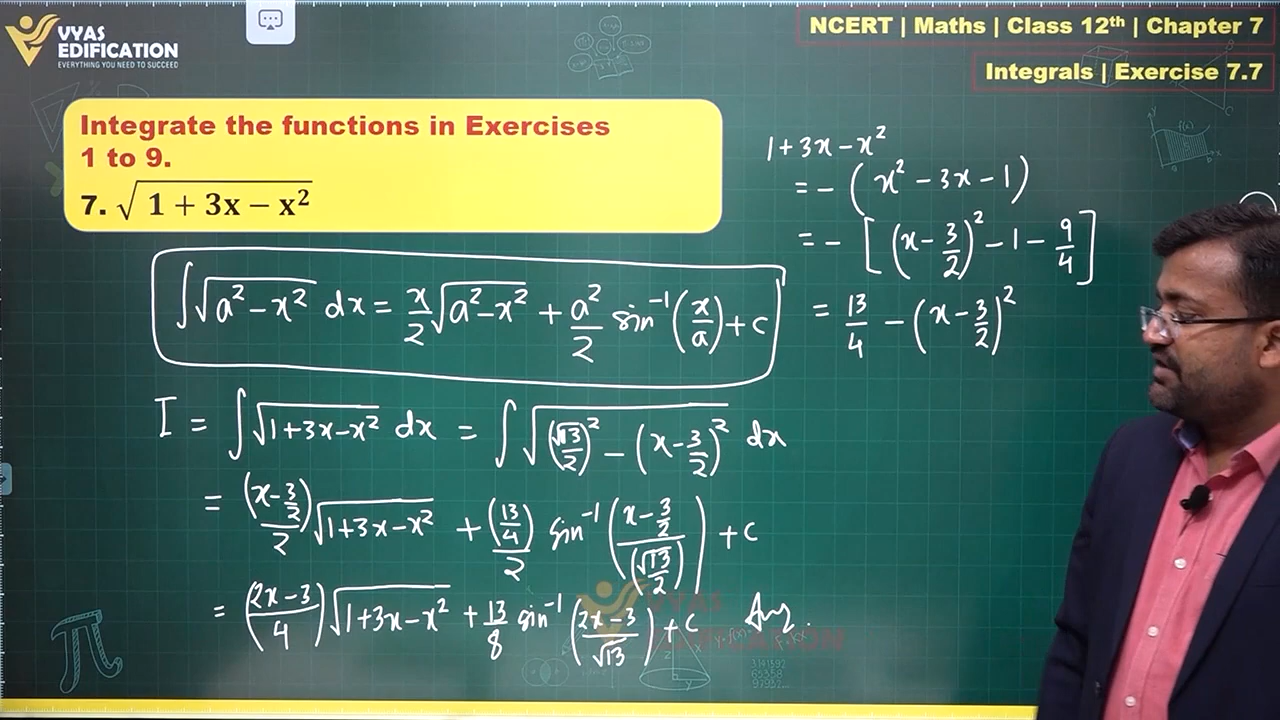 VYAS
EDIFICATION
EVERYTHING YOU NEED TO SUCCEED
NCERT | Maths | Class 12th | Chapter 7
Integrals | Exercise 7.7
Integrate the functions in Exercises
1 to 9.
7. √(1 + 3x − x²)
1+3x−x²
= − (x² − 3x − 1)
= − [(x − 3/2)² − 1 − 9/4]
= 13/4 − (x − 3/2)²
∫√(a²−x²) dx = x/2 √(a²−x²) + a²/2 sin⁻¹(x/a) + c
I = ∫√(1+3x−x²) dx = ∫√((√13/2)² − (x−3/2)²) dx
= (x−3/2)/2 √(1+3x−x²) + (13/4)/2 sin⁻¹((x−3/2)/(√13/2)) + c
= ((2x−3)/4) √(1+3x−x²) + 13/8 sin⁻¹((2x−3)/√13) + c Ans.
VYAS
EDIFICATION
3141592
65358
97932...